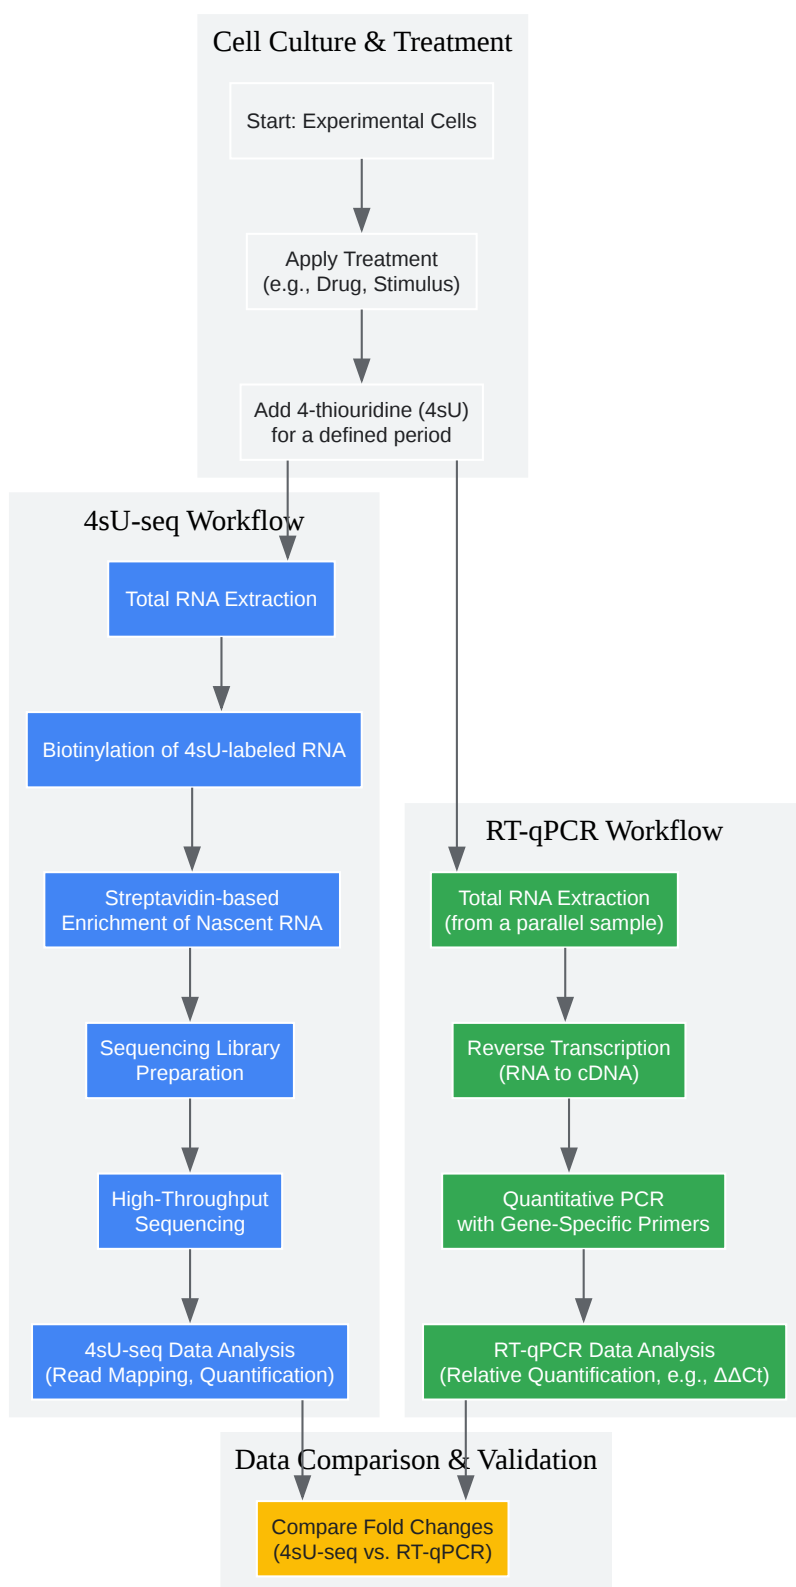 Cell Culture & Treatment
Start: Experimental Cells
Apply Treatment
(e.g., Drug, Stimulus)
Add 4-thiouridine (4sU)
for a defined period
4sU-seq Workflow
Total RNA Extraction
Biotinylation of 4sU-labeled RNA
Streptavidin-based
Enrichment of Nascent RNA
Sequencing Library
Preparation
High-Throughput
Sequencing
4sU-seq Data Analysis
(Read Mapping, Quantification)
RT-qPCR Workflow
Total RNA Extraction
(from a parallel sample)
Reverse Transcription
(RNA to cDNA)
Quantitative PCR
with Gene-Specific Primers
RT-qPCR Data Analysis
(Relative Quantification, e.g., ΔΔCt)
Data Comparison & Validation
Compare Fold Changes
(4sU-seq vs. RT-qPCR)